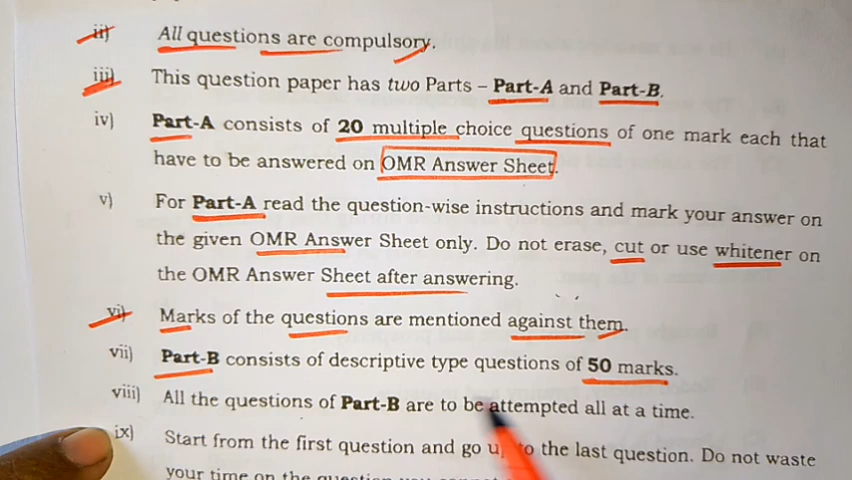 ii) All questions are compulsory.
iii) This question paper has two Parts – Part-A and Part-B.
iv) Part-A consists of 20 multiple choice questions of one mark each that
have to be answered on OMR Answer Sheet.
v) For Part-A read the question-wise instructions and mark your answer on
the given OMR Answer Sheet only. Do not erase, cut or use whitener on
the OMR Answer Sheet after answering.
vi) Marks of the questions are mentioned against them.
vii) Part-B consists of descriptive type questions of 50 marks.
viii) All the questions of Part-B are to be attempted all at a time.
ix) Start from the first question and go to the last question. Do not waste
your time on the question you